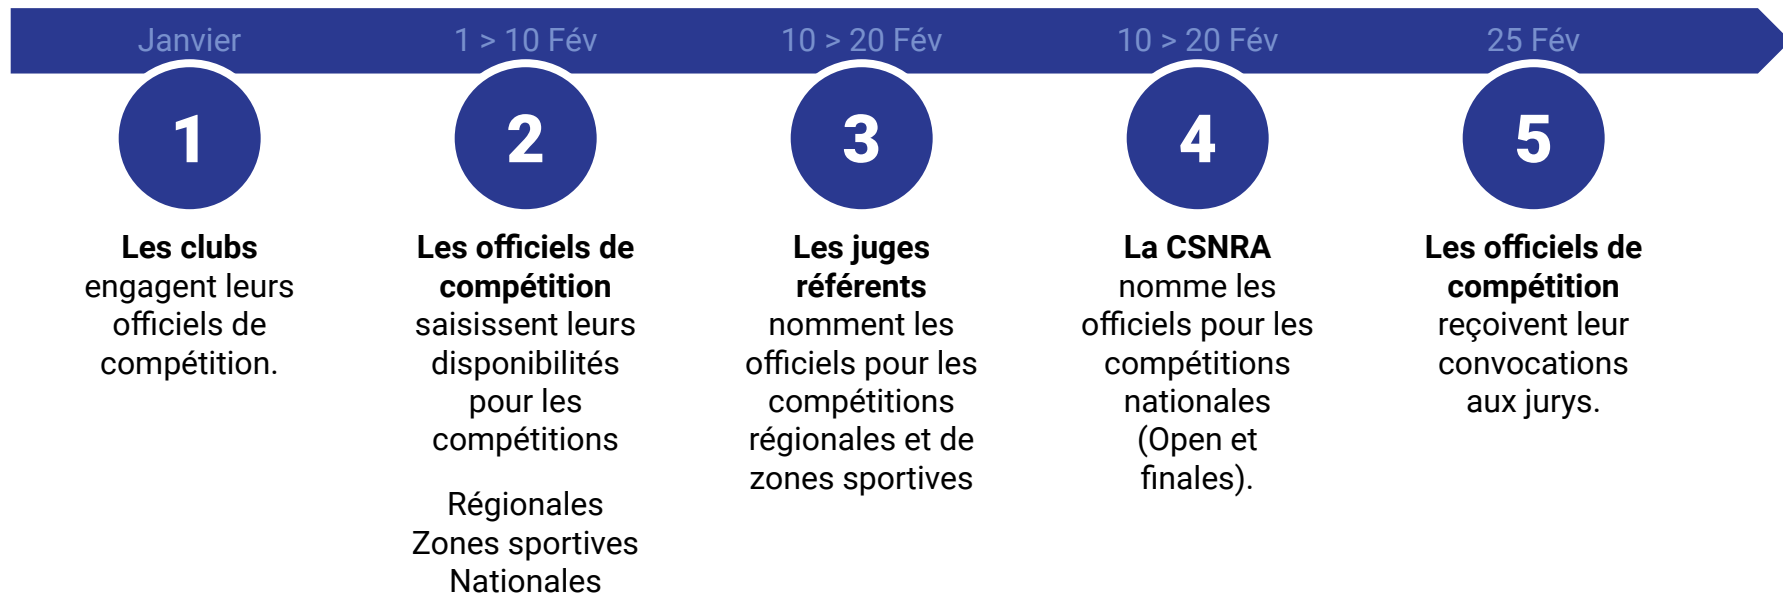 Janvier
1 > 10 Fév
10 > 20 Fév
10 > 20 Fév
25 Fév
1
2
3
4
5
Les clubs
engagent leurs
officiels de
compétition.
Les officiels de
compétition
saisissent leurs
disponibilités
pour les
compétitions
Régionales
Zones sportives
Nationales
Les juges
référents
nomment les
officiels pour les
compétitions
régionales et de
zones sportives
La CSNRA
nomme les
officiels pour les
compétitions
nationales
(Open et
finales).
Les officiels de
compétition
reçoivent leur
convocations
aux jurys.